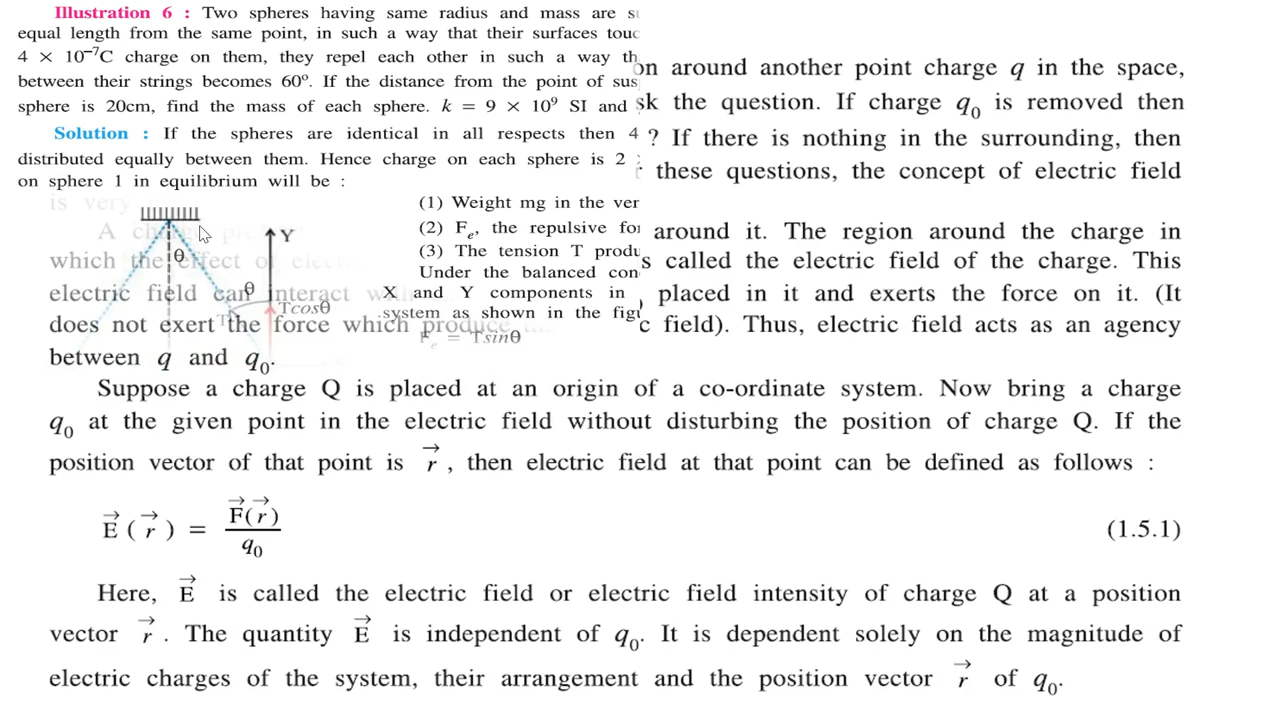 Illustration 6 : Two spheres having same radius and mass are
equal length from the same point, in such a way that their surfaces
4 × 10⁻⁷C charge on them, they repel each other in such a way
between their strings becomes 60°. If the distance from the point of
sphere is 20cm, find the mass of each sphere. k = 9 × 10⁹ SI and
Solution : If the spheres are identical in all respects then 4
distributed equally between them. Hence charge on each sphere is 2
on sphere 1 in equilibrium will be :
(1) Weight mg in the
(2) Fₑ, the repulsive
(3) The tension T
Under the balanced
X and Y components in
system as shown in the
Fₑ = Tsinθ
Y
θ
θ
Tcosθ
T
on around another point charge q in the space,
the question. If charge q₀ is removed then
? If there is nothing in the surrounding, then
these questions, the concept of electric field
is very
A
around it. The region around the charge in
which the effect of
called the electric field of the charge. This
electric field can interact
placed in it and exerts the force on it. (It
does not exert the force which produce
field). Thus, electric field acts as an agency
between q and q₀.
Suppose a charge Q is placed at an origin of a co-ordinate system. Now bring a charge
q₀ at the given point in the electric field without disturbing the position of charge Q. If the
position vector of that point is r⃗, then electric field at that point can be defined as follows :
E⃗(r⃗) = F⃗(r⃗)/q₀ (1.5.1)
Here, E⃗ is called the electric field or electric field intensity of charge Q at a position
vector r⃗. The quantity E⃗ is independent of q₀. It is dependent solely on the magnitude of
electric charges of the system, their arrangement and the position vector r⃗ of q₀.